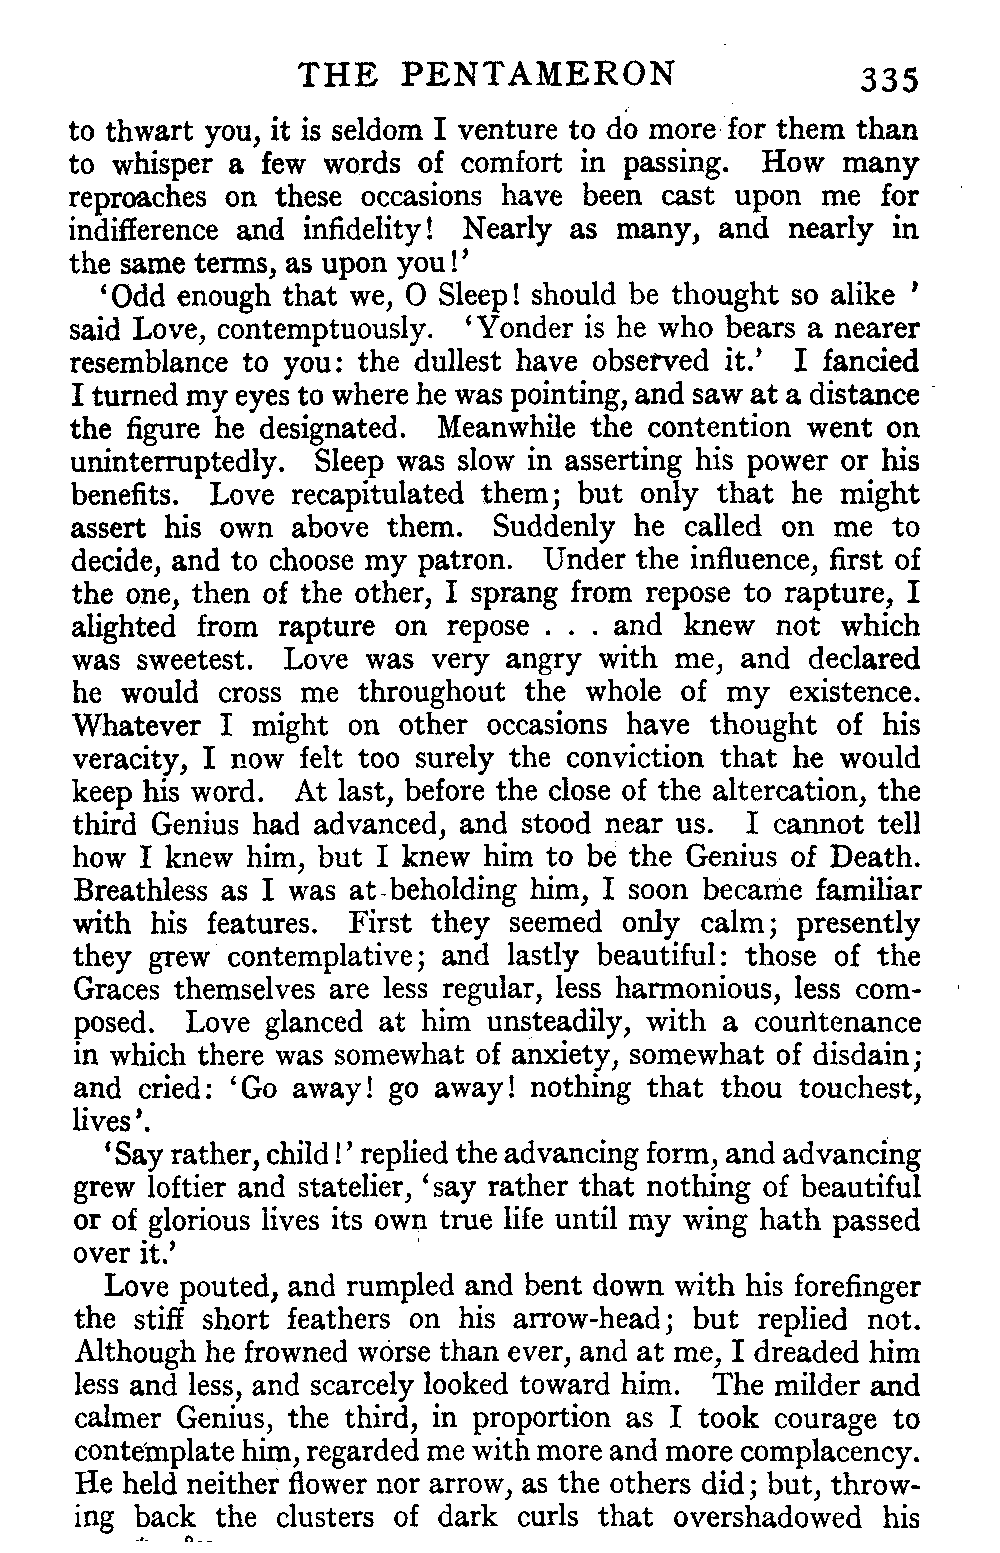 THE PENTAMERON 335
to thwart you, it is seldom I venture to do more for them than
to whisper a few words of comfort in passing. How many
reproaches on these occasions have been cast upon me for
indifference and infidelity! Nearly as many, and nearly in
the same terms, as upon you!’
‘Odd enough that we, O Sleep! should be thought so alike ’
said Love, contemptuously. ‘Yonder is he who bears a nearer
resemblance to you: the dullest have observed it.’ I fancied
I turned my eyes to where he was pointing, and saw at a distance
the figure he designated. Meanwhile the contention went on
uninterruptedly. Sleep was slow in asserting his power or his
benefits. Love recapitulated them; but only that he might
assert his own above them. Suddenly he called on me to
decide, and to choose my patron. Under the influence, first of
the one, then of the other, I sprang from repose to rapture, I
alighted from rapture on repose . . . and knew not which
was sweetest. Love was very angry with me, and declared
he would cross me throughout the whole of my existence.
Whatever I might on other occasions have thought of his
veracity, I now felt too surely the conviction that he would
keep his word. At last, before the close of the altercation, the
third Genius had advanced, and stood near us. I cannot tell
how I knew him, but I knew him to be the Genius of Death.
Breathless as I was at beholding him, I soon became familiar
with his features. First they seemed only calm; presently
they grew contemplative; and lastly beautiful: those of the
Graces themselves are less regular, less harmonious, less com-
posed. Love glanced at him unsteadily, with a countenance
in which there was somewhat of anxiety, somewhat of disdain;
and cried: ‘Go away! go away! nothing that thou touchest,
lives’.
‘Say rather, child!’ replied the advancing form, and advancing
grew loftier and statelier, ‘say rather that nothing of beautiful
or of glorious lives its own true life until my wing hath passed
over it.’
Love pouted, and rumpled and bent down with his forefinger
the stiff short feathers on his arrow-head; but replied not.
Although he frowned worse than ever, and at me, I dreaded him
less and less, and scarcely looked toward him. The milder and
calmer Genius, the third, in proportion as I took courage to
contemplate him, regarded me with more and more complacency.
He held neither flower nor arrow, as the others did; but, throw-
ing back the clusters of dark curls that overshadowed his